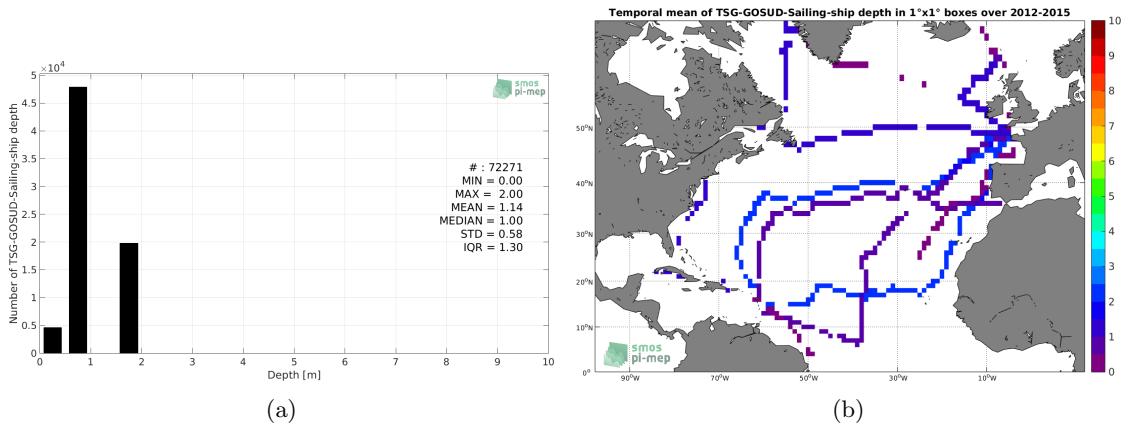 ×10⁴
5
4.5
4
3.5
3
2.5
2
1.5
1
0.5
0
Number of TSG-GOSUD-Sailing-ship depth
smos
pi-mep
# : 72271
MIN = 0.00
MAX = 2.00
MEAN = 1.14
MEDIAN = 1.00
STD = 0.58
IQR = 1.30
0 1 2 3 4 5 6 7 8 9 10
Depth [m]
(a)
Temporal mean of TSG-GOSUD-Sailing-ship depth in 1°x1° boxes over 2012-2015
50°N
40°N
30°N
20°N
10°N
0°
90°W 70°W 50°W 30°W 10°W
smos
pi-mep
10
9
8
7
6
5
4
3
2
1
0
(b)